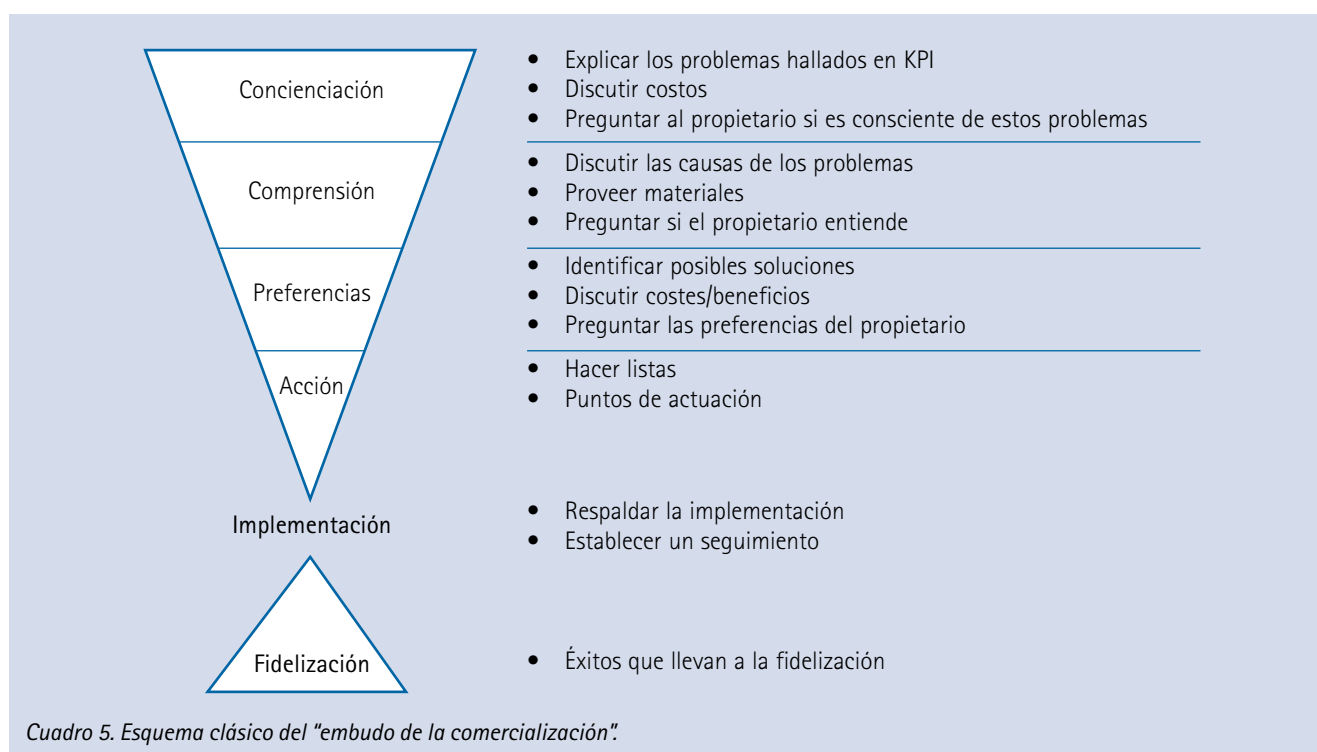 Concienciación
• Explicar los problemas hallados en KPI
• Discutir costos
• Preguntar al propietario si es consciente de estos problemas
Comprensión
• Discutir las causas de los problemas
• Proveer materiales
• Preguntar si el propietario entiende
Preferencias
• Identificar posibles soluciones
• Discutir costes/beneficios
• Preguntar las preferencias del propietario
Acción
• Hacer listas
• Puntos de actuación
Implementación
• Respaldar la implementación
• Establecer un seguimiento
Fidelización
• Éxitos que llevan a la fidelización
Cuadro 5. Esquema clásico del "embudo de la comercialización".